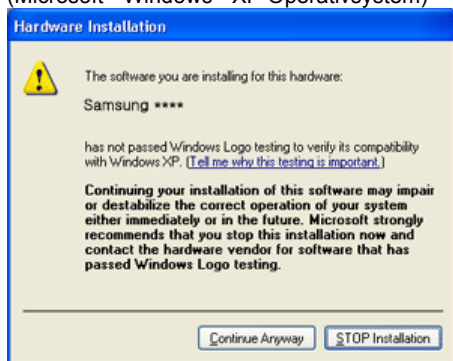 (Microsoft Windows XP Operativsystem)
Hardware Installation
The software you are installing for this hardware:
Samsung ****
has not passed Windows Logo testing to verify its compatibility
with Windows XP. (Tell me why this testing is important.)
Continuing your installation of this software may impair
or destabilize the correct operation of your system
either immediately or in the future. Microsoft strongly
recommends that you stop this installation now and
contact the hardware vendor for software that has
passed Windows Logo testing.
Continue Anyway
STOP Installation